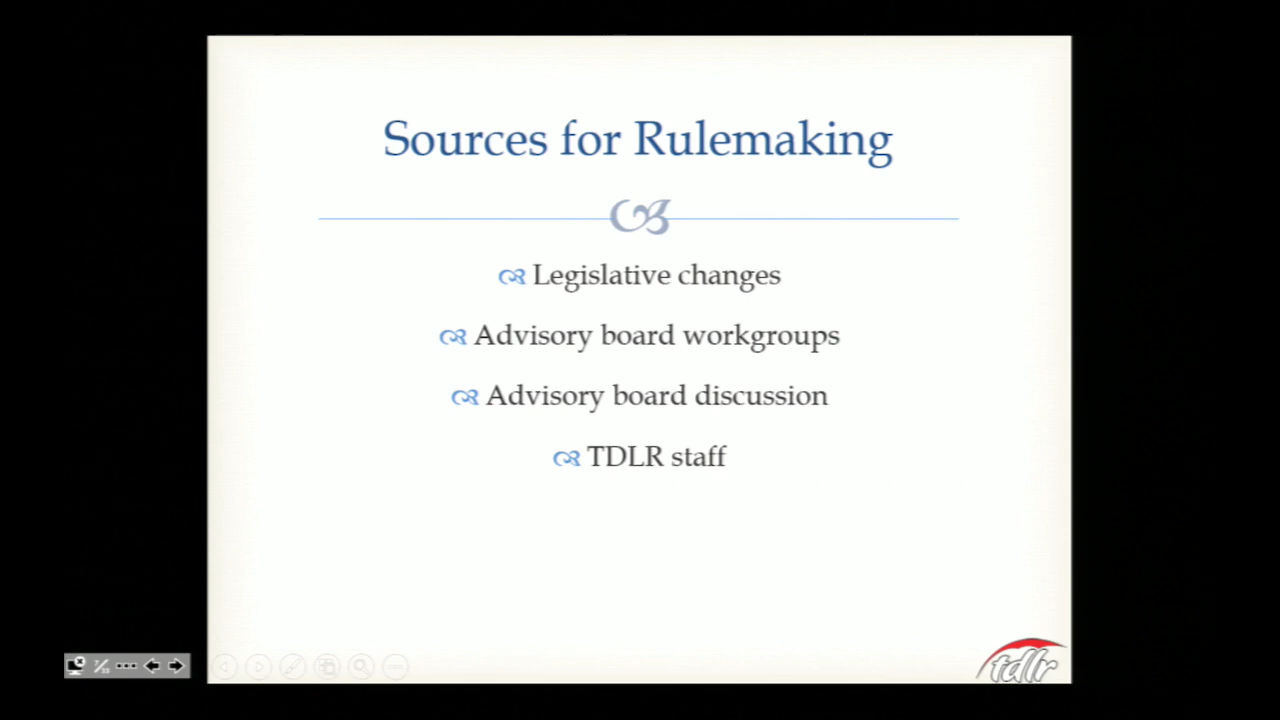 Sources for Rulemaking
Legislative changes
Advisory board workgroups
Advisory board discussion
TDLR staff
tdlr